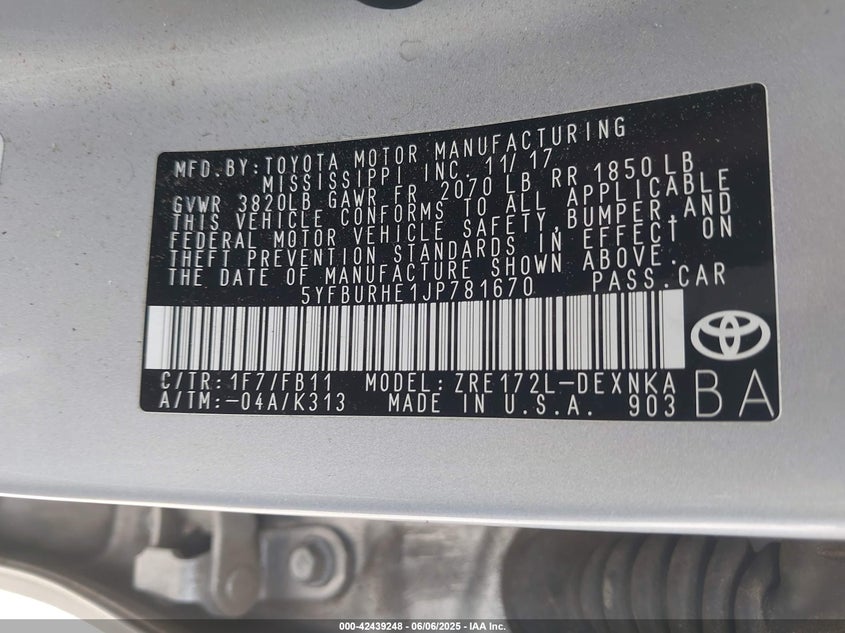 MFD.BY:TOYOTA MOTOR MANUFACTURING
MISSISSIPPI INC. 11/17
GVWR 3820LB GAWR FR 2070 LB RR 1850 LB
THIS VEHICLE CONFORMS TO ALL APPLICABLE
FEDERAL MOTOR VEHICLE SAFETY,BUMPER,AND
THEFT PREVENTION STANDARDS IN EFFECT ON
THE DATE OF MANUFACTURE SHOWN ABOVE.
5YFBURHE1JP781670 PASS.CAR
C/TR:1F7/FB11 MODEL:ZRE172L-DEXNKA
A/TM:-04A/K313 MADE IN U.S.A. 903
BA
000-42439248 - 06/06/2025 - IAA Inc.